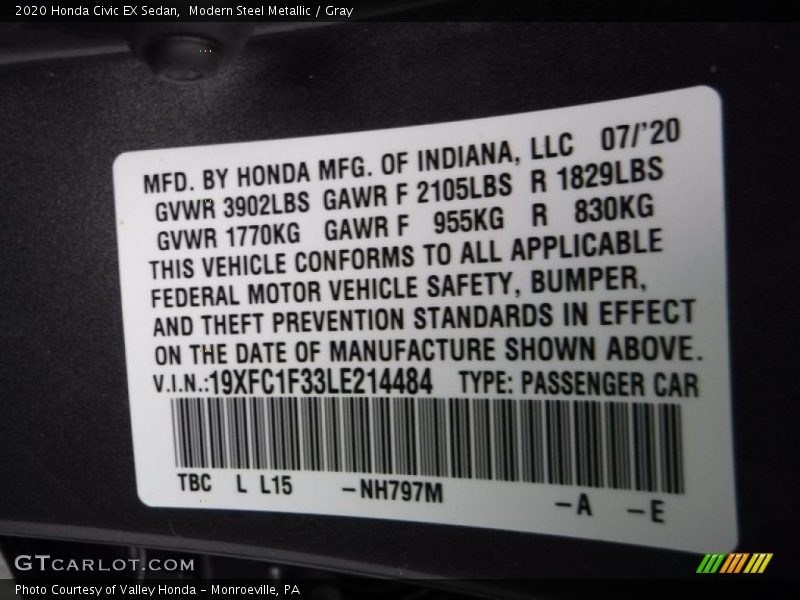 2020 Honda Civic EX Sedan,  Modern Steel Metallic / Gray
MFD. BY HONDA MFG. OF INDIANA, LLC 07/'20
GVWR 3902LBS GAWR F 2105LBS R 1829LBS
GVWR 1770KG GAWR F 955KG R 830KG
THIS VEHICLE CONFORMS TO ALL APPLICABLE
FEDERAL MOTOR VEHICLE SAFETY, BUMPER,
AND THEFT PREVENTION STANDARDS IN EFFECT
ON THE DATE OF MANUFACTURE SHOWN ABOVE.
V.I.N.:19XFC1F33LE214484 TYPE: PASSENGER CAR
TBC L L15 -NH797M -A -E
GTCARLOT.COM
Photo Courtesy of Valley Honda - Monroeville, PA